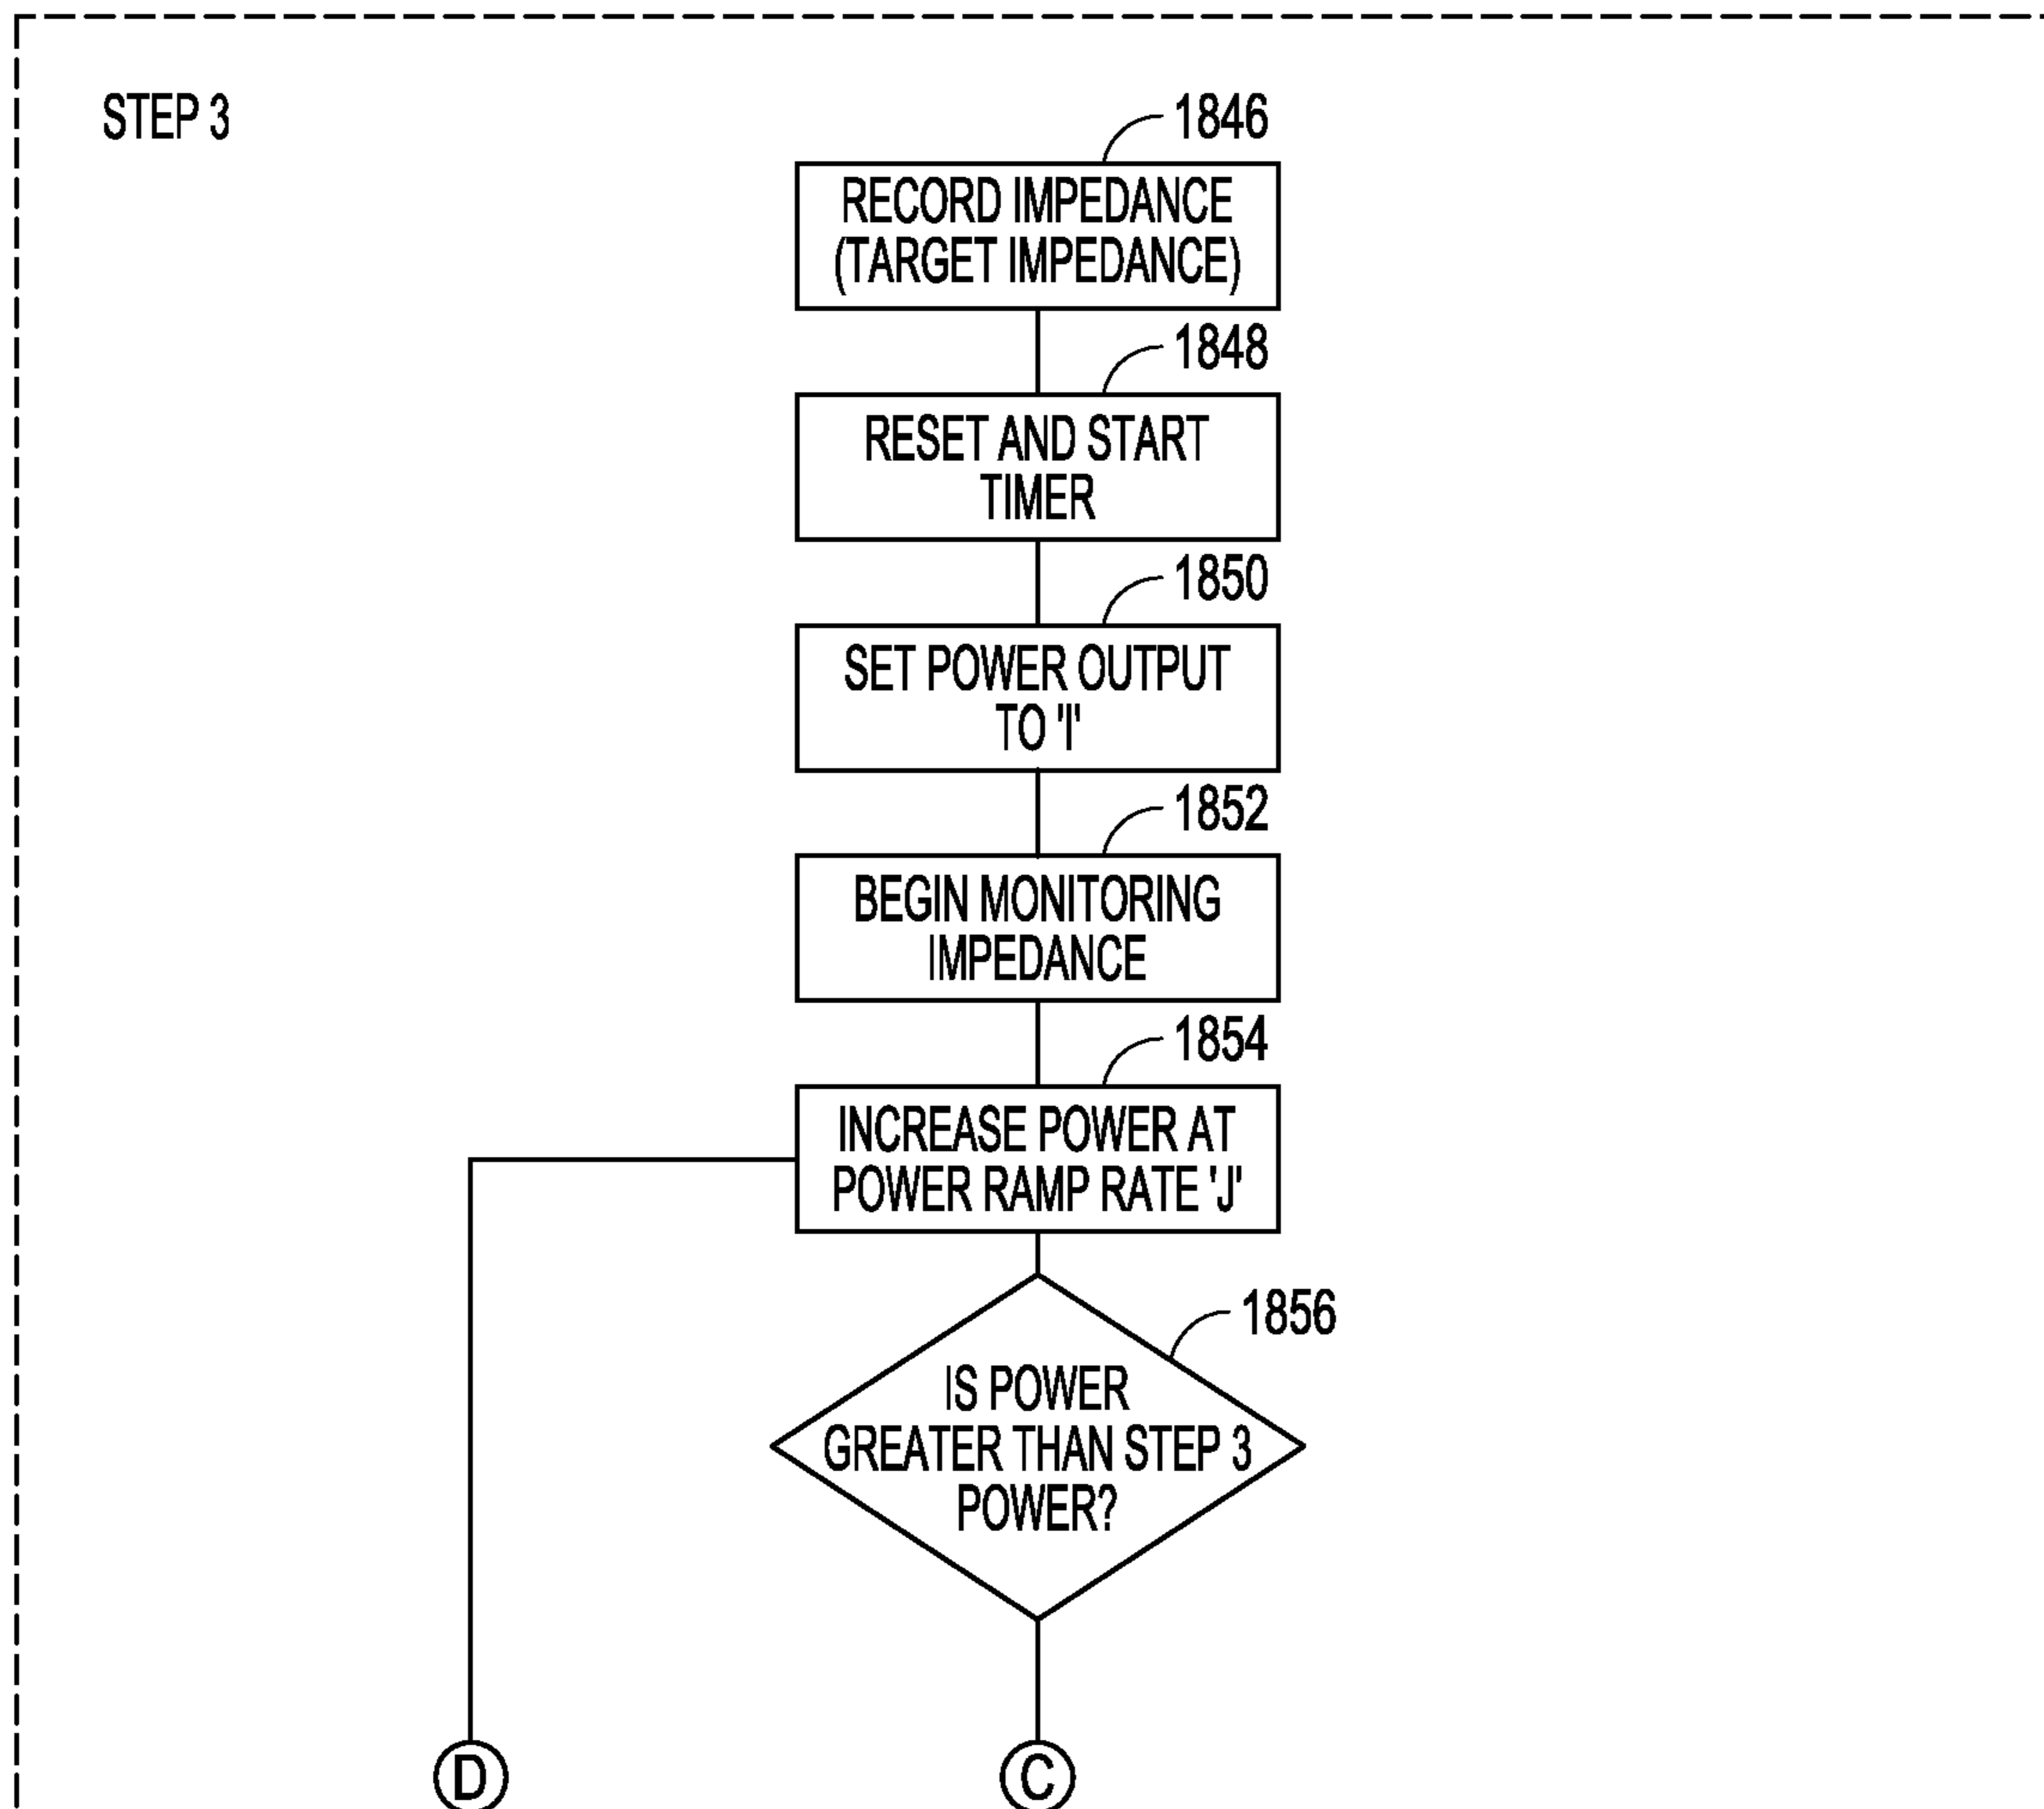 STEP 3
1846
RECORD IMPEDANCE
(TARGET IMPEDANCE)
1848
RESET AND START
TIMER
1850
SET POWER OUTPUT
TO 'I'
1852
BEGIN MONITORING
IMPEDANCE
1854
INCREASE POWER AT
POWER RAMP RATE 'J'
1856
IS POWER
GREATER THAN STEP 3
POWER?
D
C